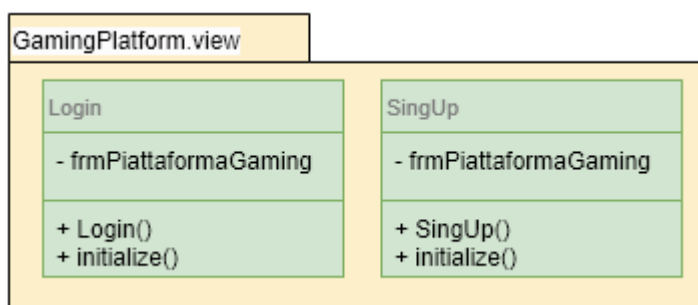 GamingPlatform.view
Login
- frmPiattaformaGaming
+ Login()
+ initialize()
SingUp
- frmPiattaformaGaming
+ SingUp()
+ initialize()